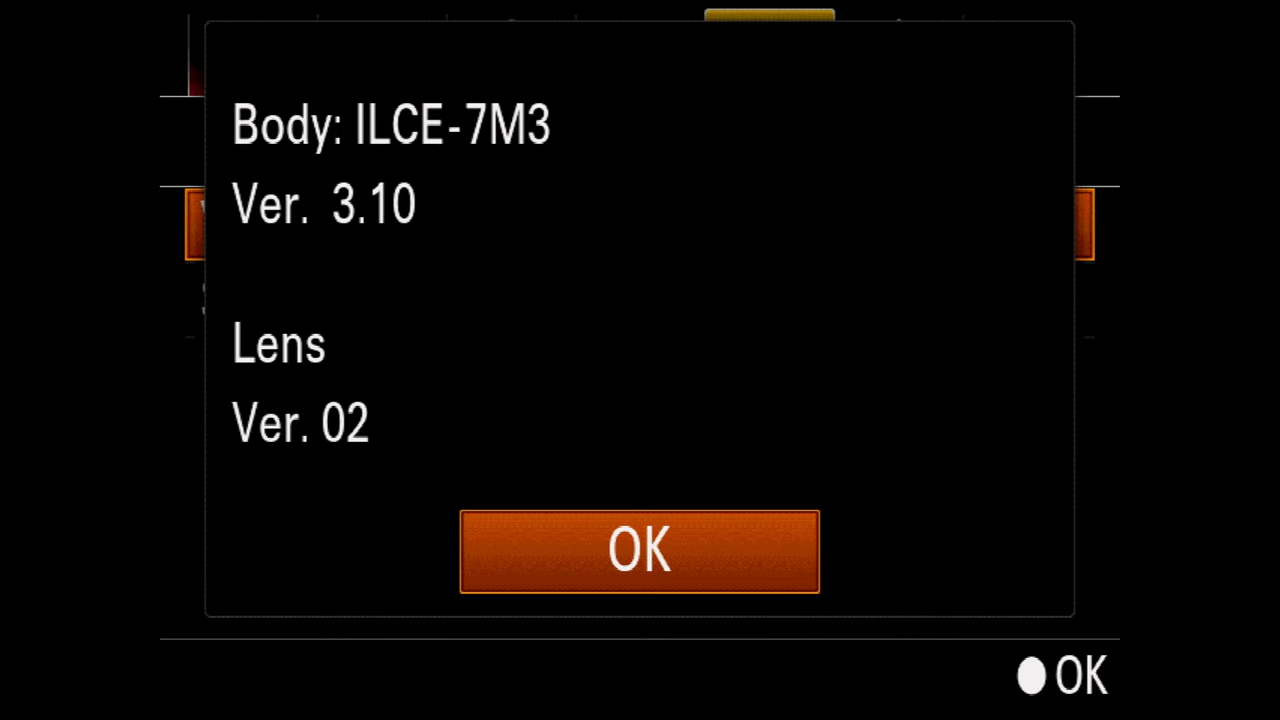 Body: ILCE-7M3
Ver. 3.10
Lens
Ver. 02
OK
OK